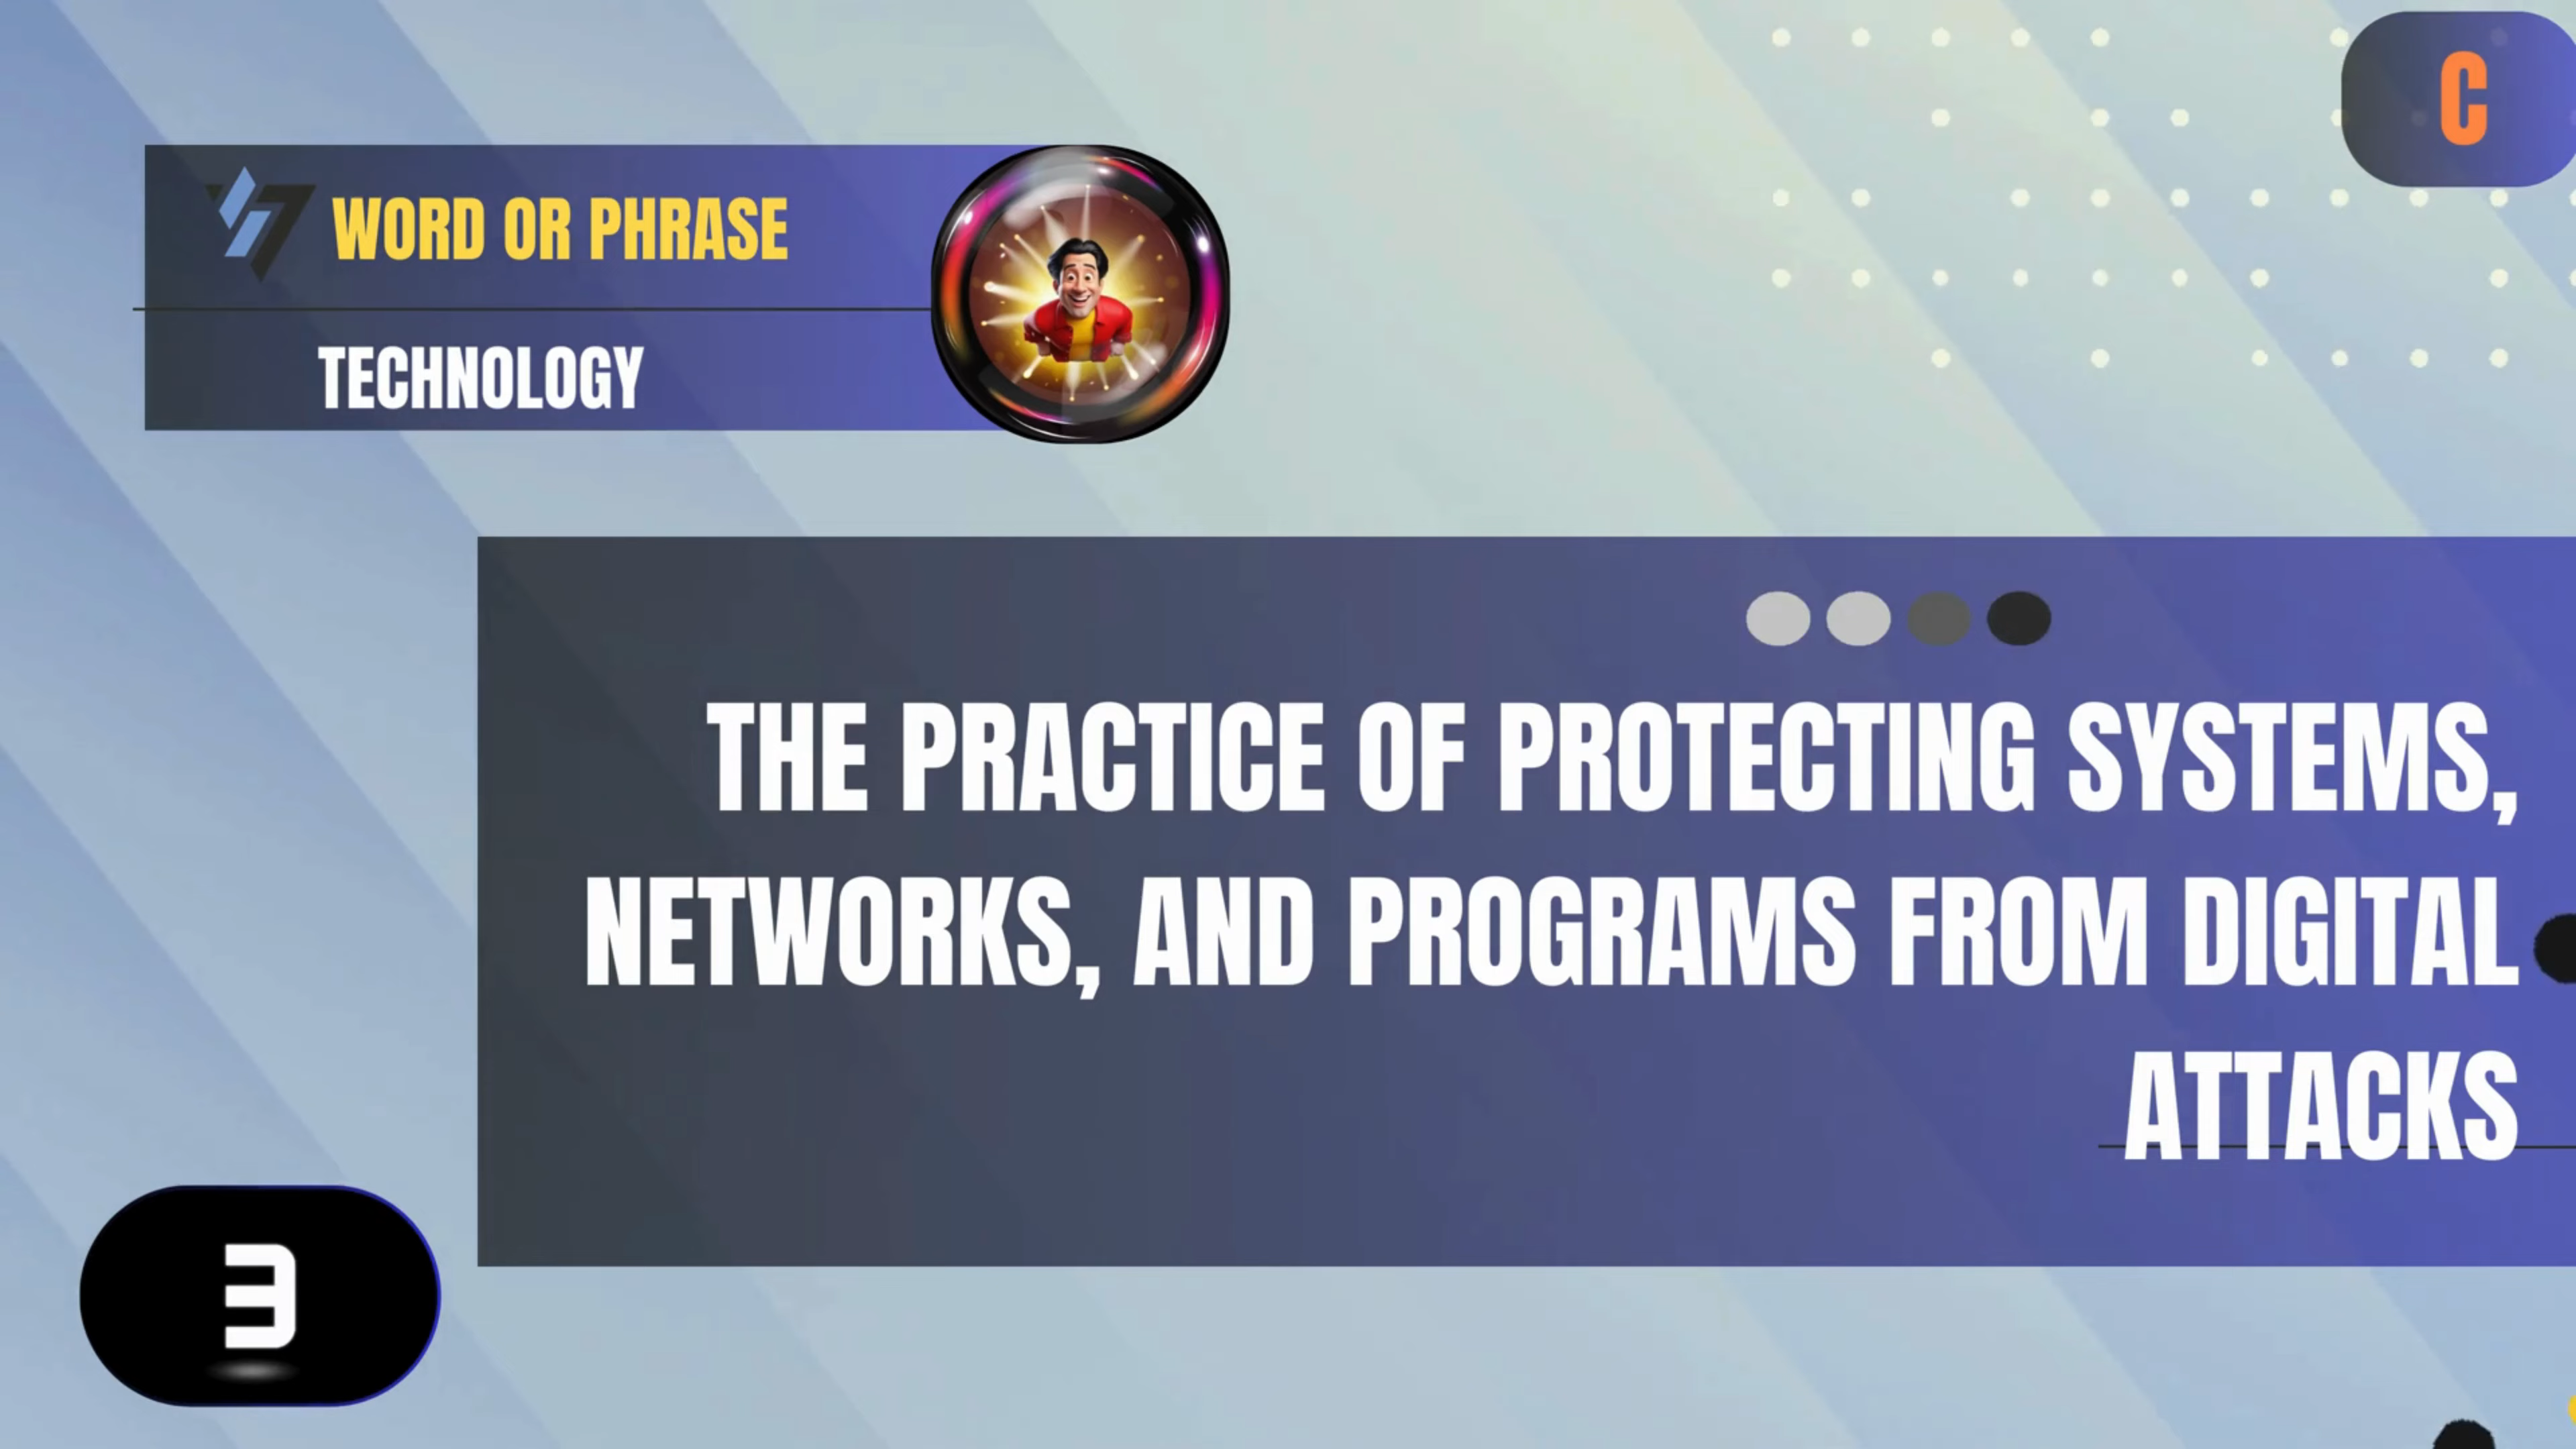 C
WORD OR PHRASE
TECHNOLOGY
THE PRACTICE OF PROTECTING SYSTEMS,
NETWORKS, AND PROGRAMS FROM DIGITAL
ATTACKS
3